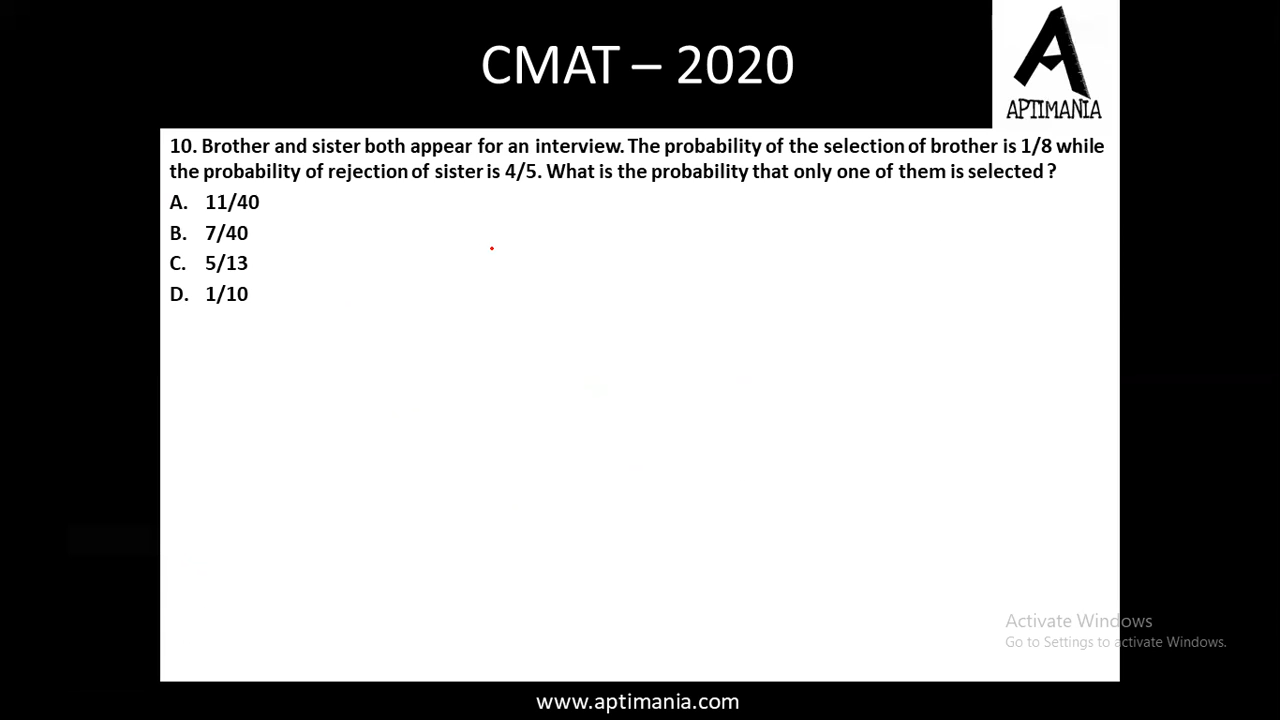 CMAT – 2020
APTIMANIA
10. Brother and sister both appear for an interview. The probability of the selection of brother is 1/8 while
the probability of rejection of sister is 4/5. What is the probability that only one of them is selected ?
A. 11/40
B. 7/40
C. 5/13
D. 1/10
Activate Windows
Go to Settings to activate Windows.
www.aptimania.com